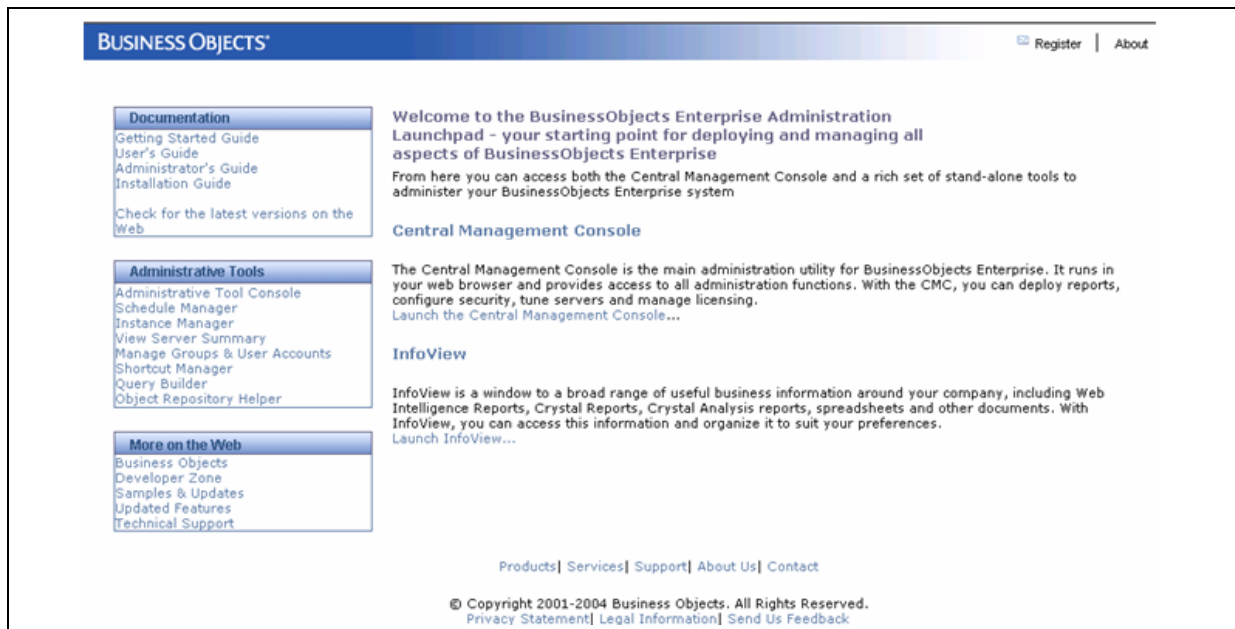 BUSINESS OBJECTS
Register | About
Documentation
Getting Started Guide
User's Guide
Administrator's Guide
Installation Guide
Check for the latest versions on the
Web
Administrative Tools
Administrative Tool Console
Schedule Manager
Instance Manager
View Server Summary
Manage Groups & User Accounts
Shortcut Manager
Query Builder
Object Repository Helper
More on the Web
Business Objects
Developer Zone
Samples & Updates
Updated Features
Technical Support
Welcome to the BusinessObjects Enterprise Administration
Launchpad - your starting point for deploying and managing all
aspects of BusinessObjects Enterprise
From here you can access both the Central Management Console and a rich set of stand-alone tools to
administer your BusinessObjects Enterprise system
Central Management Console
The Central Management Console is the main administration utility for BusinessObjects Enterprise. It runs in
your web browser and provides access to all administration functions. With the CMC, you can deploy reports,
configure security, tune servers and manage licensing.
Launch the Central Management Console...
InfoView
InfoView is a window to a broad range of useful business information around your company, including Web
Intelligence Reports, Crystal Reports, Crystal Analysis reports, spreadsheets and other documents. With
InfoView, you can access this information and organize it to suit your preferences.
Launch InfoView...
Products| Services| Support| About Us| Contact
© Copyright 2001-2004 Business Objects. All Rights Reserved.
Privacy Statement| Legal Information| Send Us Feedback